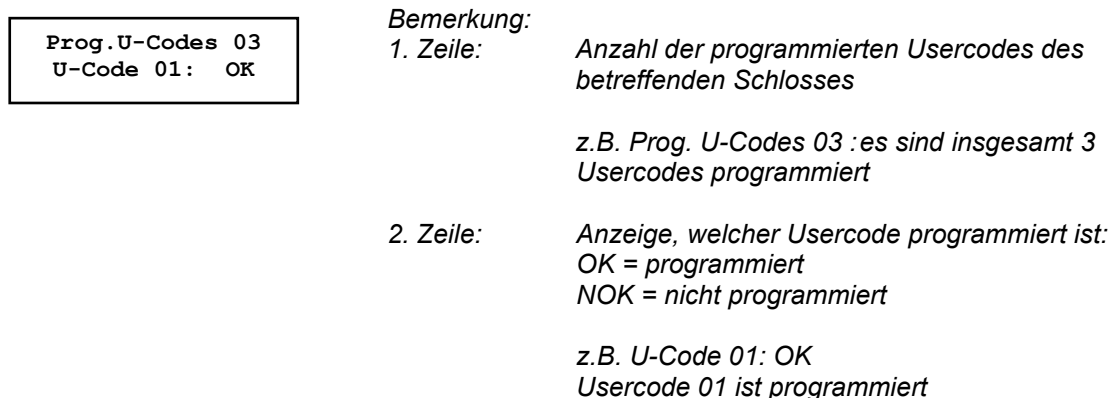 Prog.U-Codes 03
U-Code 01: OK
Bemerkung:
1. Zeile: Anzahl der programmierten Usercodes des
betreffenden Schlosses
z.B. Prog. U-Codes 03 :es sind insgesamt 3
Usercodes programmiert
2. Zeile: Anzeige, welcher Usercode programmiert ist:
OK = programmiert
NOK = nicht programmiert
z.B. U-Code 01: OK
Usercode 01 ist programmiert